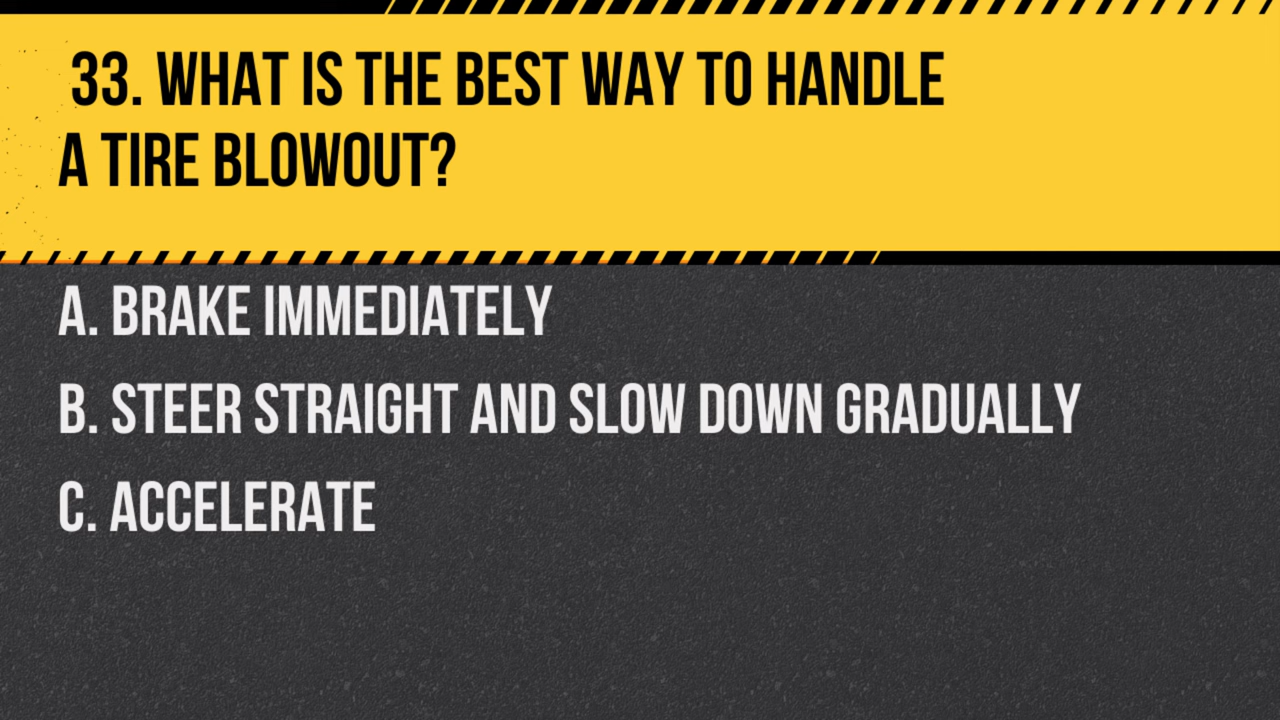 33. WHAT IS THE BEST WAY TO HANDLE
A TIRE BLOWOUT?
A. BRAKE IMMEDIATELY
B. STEER STRAIGHT AND SLOW DOWN GRADUALLY
C. ACCELERATE